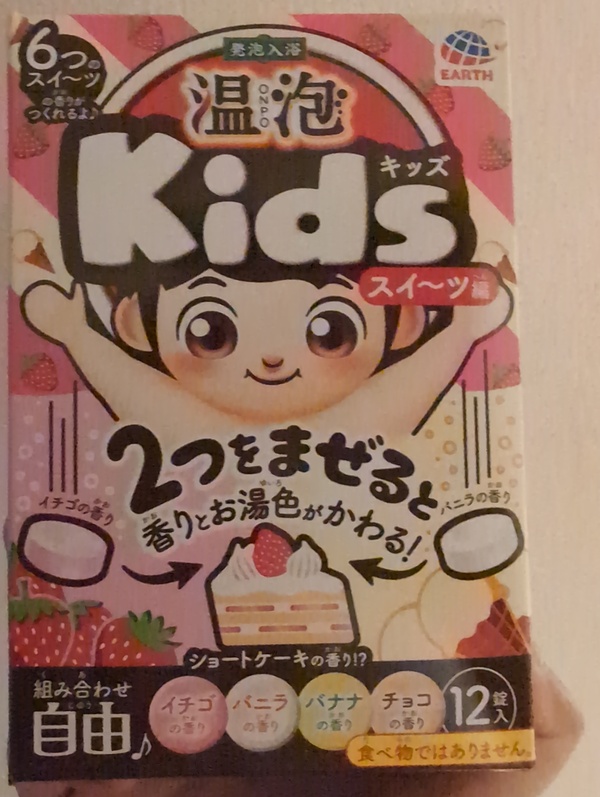 6つの
スイ〜ツ
の香りが
つくれるよ♪
発泡入浴
EARTH
温泡
ONPO
Kids
キッズ
スイ〜ツ編
2つをまぜると
香りとお湯色がかわる!
イチゴの香り
バニラの香り
ショートケーキの香り!?
組み合わせ
自由♪
イチゴ
の香り
バニラ
の香り
バナナ
の香り
チョコ
の香り
12錠入
食べ物ではありません。